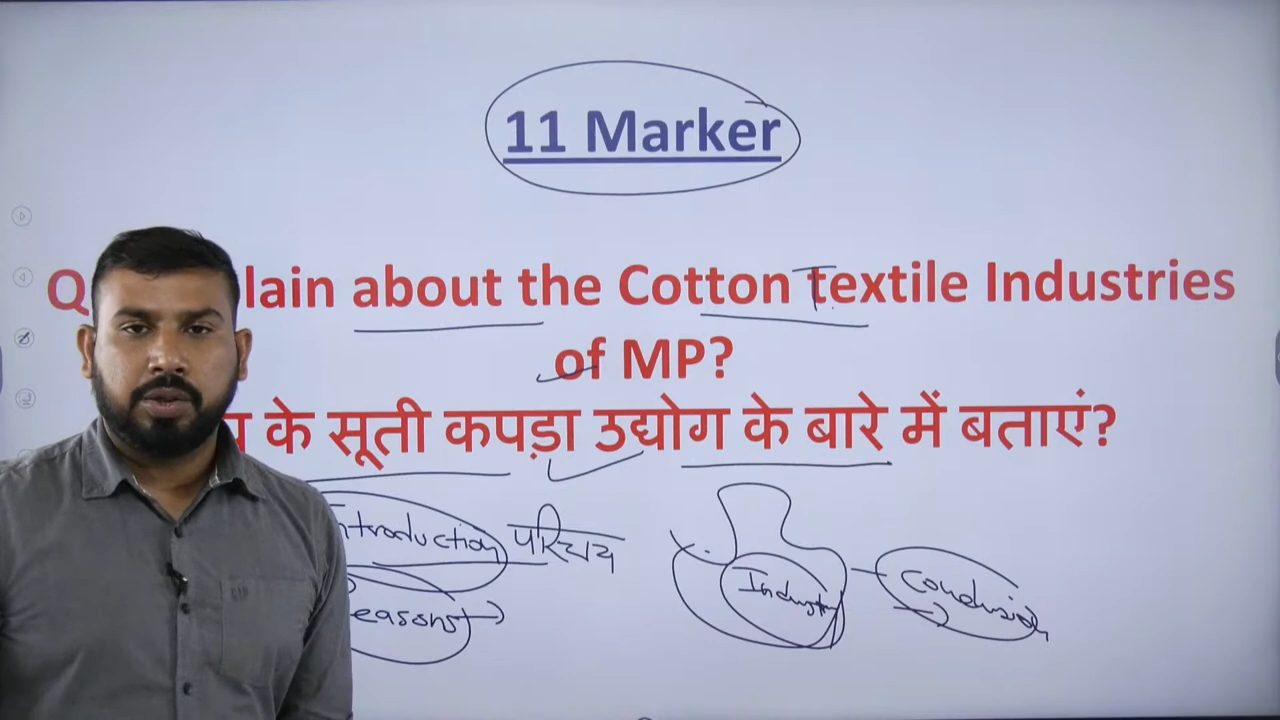 11 Marker
Q lain about the Cotton Textile Industries
of MP?
के सूती कपड़ा उद्योग के बारे में बताएं?
ntroduction परिचय
Industry
Conclusion
easons